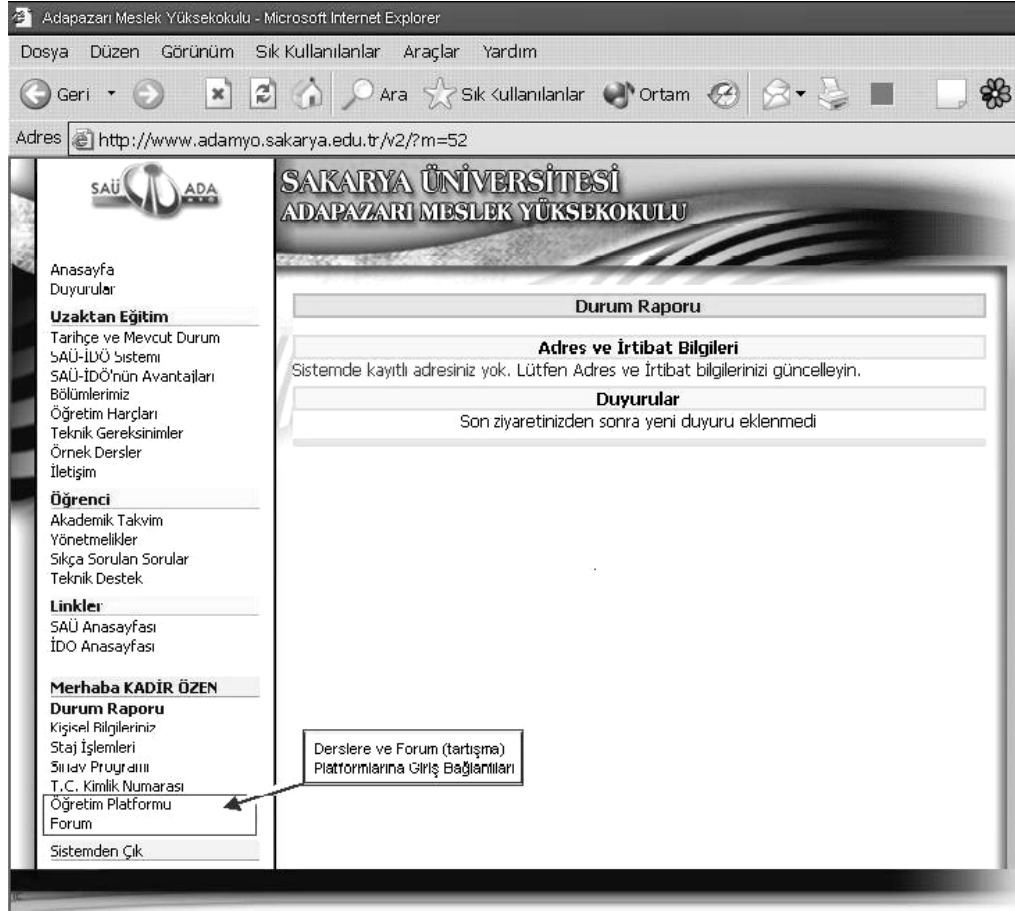 Adapazarı Meslek Yüksekokulu - Microsoft Internet Explorer
Dosya Düzen Görünüm Sık Kullanılanlar Araçlar Yardım
Geri Ara Sık Kullanılanlar Ortam
Adres http://www.adamyo.sakarya.edu.tr/v2/?m=52
SAÜ ADA
MYO
SAKARYA ÜNİVERSİTESİ
ADAPAZARI MESLEK YÜKSEKOKULU
Anasayfa
Duyurular
Uzaktan Eğitim
Tarihçe ve Mevcut Durum
SAÜ-İDÖ Sistemi
SAÜ-İDÖ'nün Avantajları
Bölümlerimiz
Öğretim Harçları
Teknik Gereksinimler
Örnek Dersler
İletişim
Öğrenci
Akademik Takvim
Yönetmelikler
Sıkça Sorulan Sorular
Teknik Destek
Linkler
SAÜ Anasayfası
İDO Anasayfası
Merhaba KADİR ÖZEN
Durum Raporu
Kişisel Bilgileriniz
Staj İşlemleri
Sınav Programı
T.C. Kimlik Numarası
Öğretim Platformu
Forum
Sistemden Çık
Durum Raporu
Adres ve İrtibat Bilgileri
Sistemde kayıtlı adresiniz yok. Lütfen Adres ve İrtibat bilgilerinizi güncelleyin.
Duyurular
Son ziyaretinizden sonra yeni duyuru eklenmedi
Derslere ve Forum (tartışma)
Platformlarına Giriş Bağlantıları